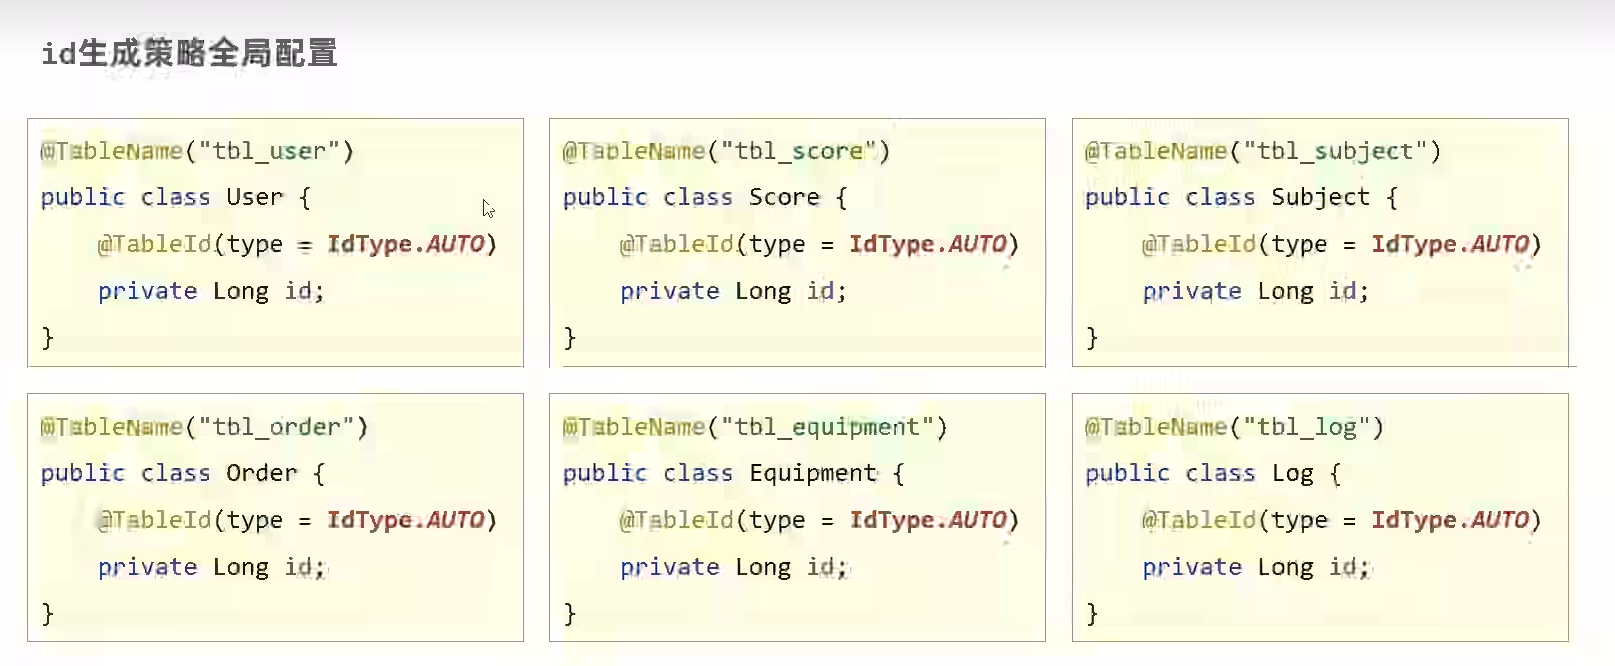 id生成策略全局配置
@TableName("tbl_user")
public class User {
    @TableId(type = IdType.AUTO)
    private Long id;
}
@TableName("tbl_score")
public class Score {
    @TableId(type = IdType.AUTO)
    private Long id;
}
@TableName("tbl_subject")
public class Subject {
    @TableId(type = IdType.AUTO)
    private Long id;
}
@TableName("tbl_order")
public class Order {
    @TableId(type = IdType.AUTO)
    private Long id;
}
@TableName("tbl_equipment")
public class Equipment {
    @TableId(type = IdType.AUTO)
    private Long id;
}
@TableName("tbl_log")
public class Log {
    @TableId(type = IdType.AUTO)
    private Long id;
}